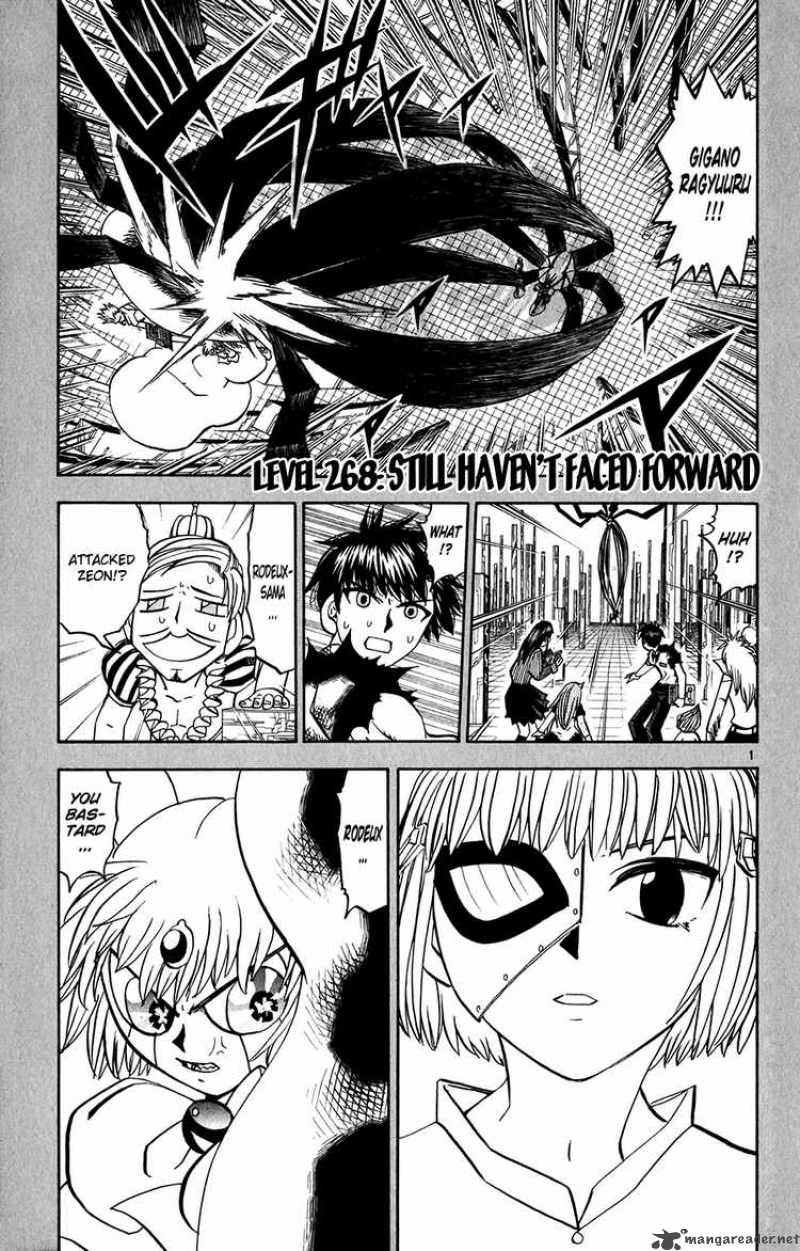 GIGANO
RAGYUURU
!!!
LEVEL 268: STILL HAVEN'T FACED FORWARD
HUH
!?
WHAT
!?
RODEUX-
SAMA
...
ATTACKED
ZEON!?
1
RODEUX
...
YOU
BAS-
TARD
...
mangareader.net